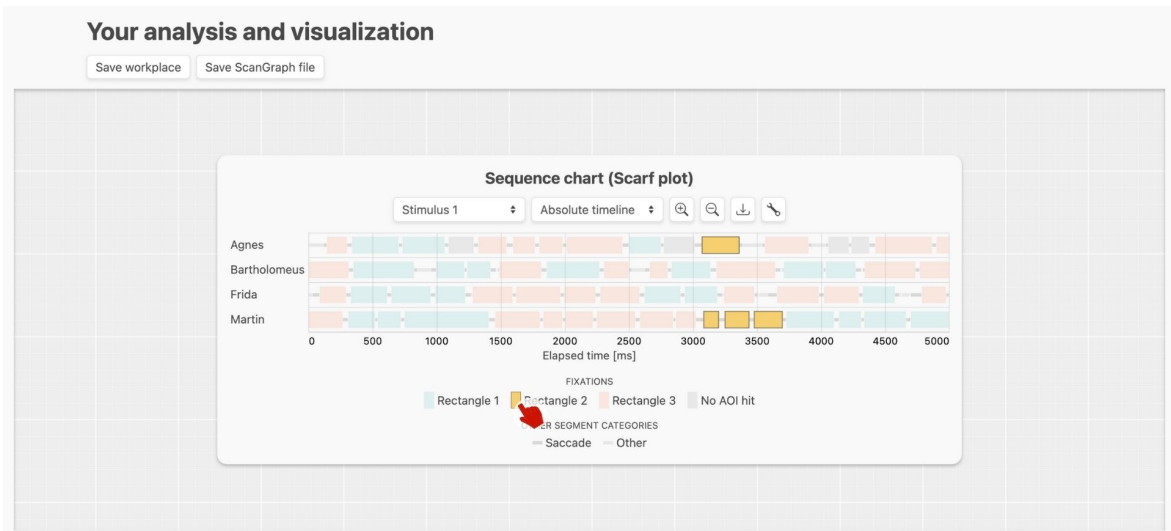 Your analysis and visualization
Save workplace Save ScanGraph file
Sequence chart (Scarf plot)
Stimulus 1 Absolute timeline
Agnes
Bartholomeus
Frida
Martin
0 500 1000 1500 2000 2500 3000 3500 4000 4500 5000
Elapsed time [ms]
FIXATIONS
Rectangle 1 Rectangle 2 Rectangle 3 No AOI hit
SEGMENT CATEGORIES
Saccade Other